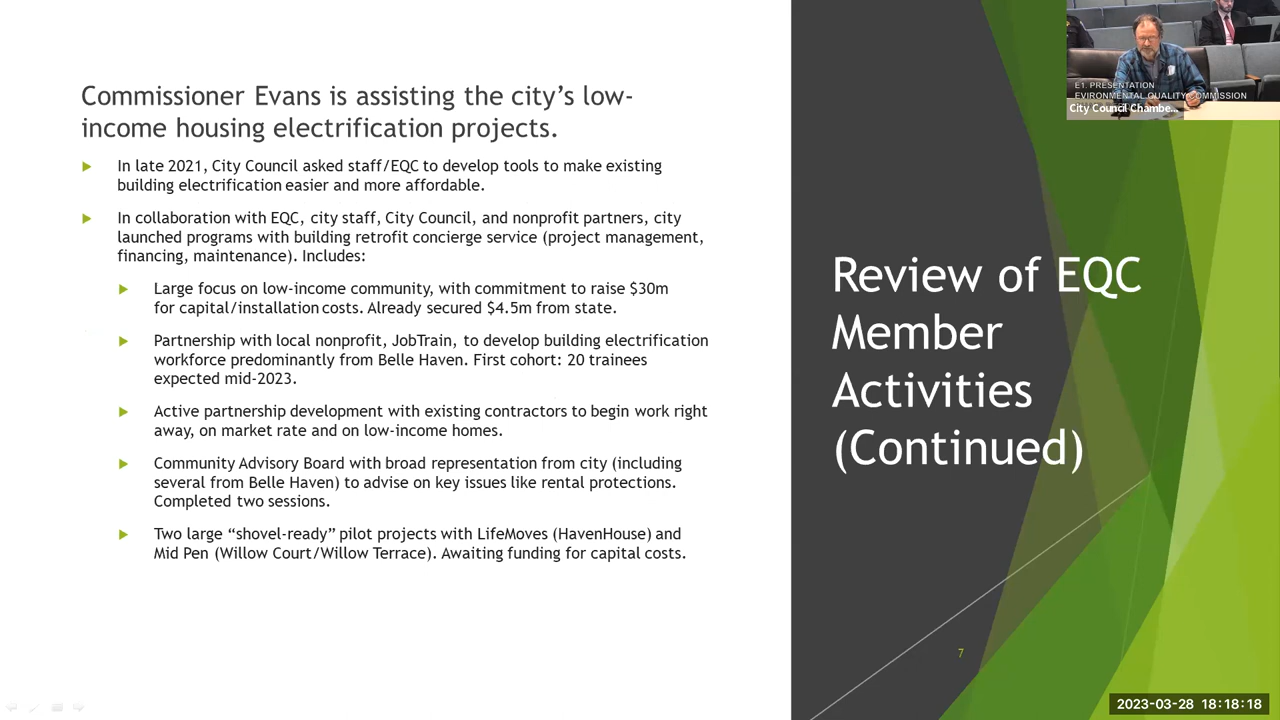 Commissioner Evans is assisting the city's low-
income housing electrification projects.
In late 2021, City Council asked staff/EQC to develop tools to make existing
building electrification easier and more affordable.
In collaboration with EQC, city staff, City Council, and nonprofit partners, city
launched programs with building retrofit concierge service (project management,
financing, maintenance). Includes:
Large focus on low-income community, with commitment to raise $30m
for capital/installation costs. Already secured $4.5m from state.
Partnership with local nonprofit, JobTrain, to develop building electrification
workforce predominantly from Belle Haven. First cohort: 20 trainees
expected mid-2023.
Active partnership development with existing contractors to begin work right
away, on market rate and on low-income homes.
Community Advisory Board with broad representation from city (including
several from Belle Haven) to advise on key issues like rental protections.
Completed two sessions.
Two large “shovel-ready” pilot projects with LifeMoves (HavenHouse) and
Mid Pen (Willow Court/Willow Terrace). Awaiting funding for capital costs.
Review of EQC
Member
Activities
(Continued)
7
E1. PRESENTATION
EVIRONMENTAL QUALITY COMMISSION
City Council Chambe...
2023-03-28 18:18:18